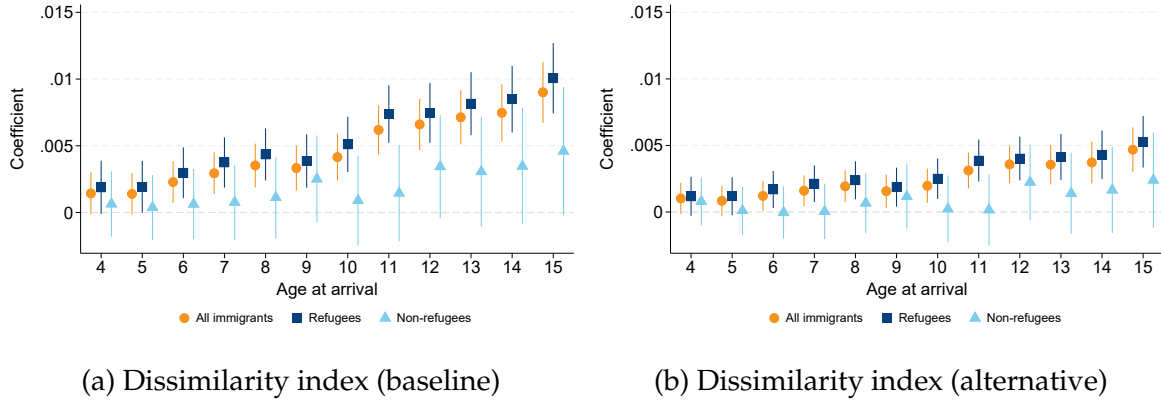 .015
.01
.005
0
Coefficient
4 5 6 7 8 9 10 11 12 13 14 15
Age at arrival
All immigrants Refugees Non-refugees
(a) Dissimilarity index (baseline)
.015
.01
.005
0
Coefficient
4 5 6 7 8 9 10 11 12 13 14 15
Age at arrival
All immigrants Refugees Non-refugees
(b) Dissimilarity index (alternative)